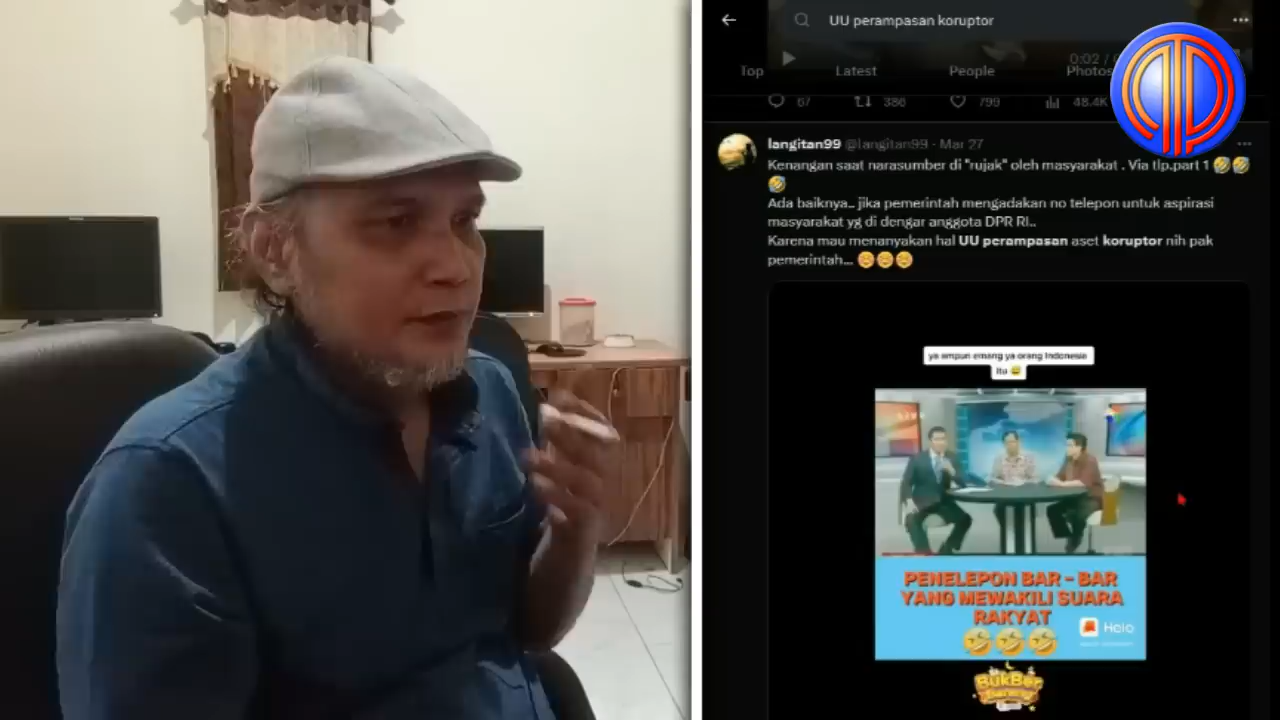 UU perampasan koruptor
0:02 /
Top Latest People Photos
67 386 799 48.4K
langitan99 @langitan99 · Mar 27
Kenangan saat narasumber di "rujak" oleh masyarakat . Via tlp.part 1 🤣🤣
🤣
Ada baiknya.. jika pemerintah mengadakan no telepon untuk aspirasi
masyarakat yg di dengar anggota DPR RI..
Karena mau menanyakan hal UU perampasan aset koruptor nih pak
pemerintah...
ya ampun emang ya orang Indonesia
itu 😅
PENELEPON BAR - BAR
YANG MEWAKILI SUARA
RAKYAT
🤣🤣🤣
Helo
BukBer
Bareng